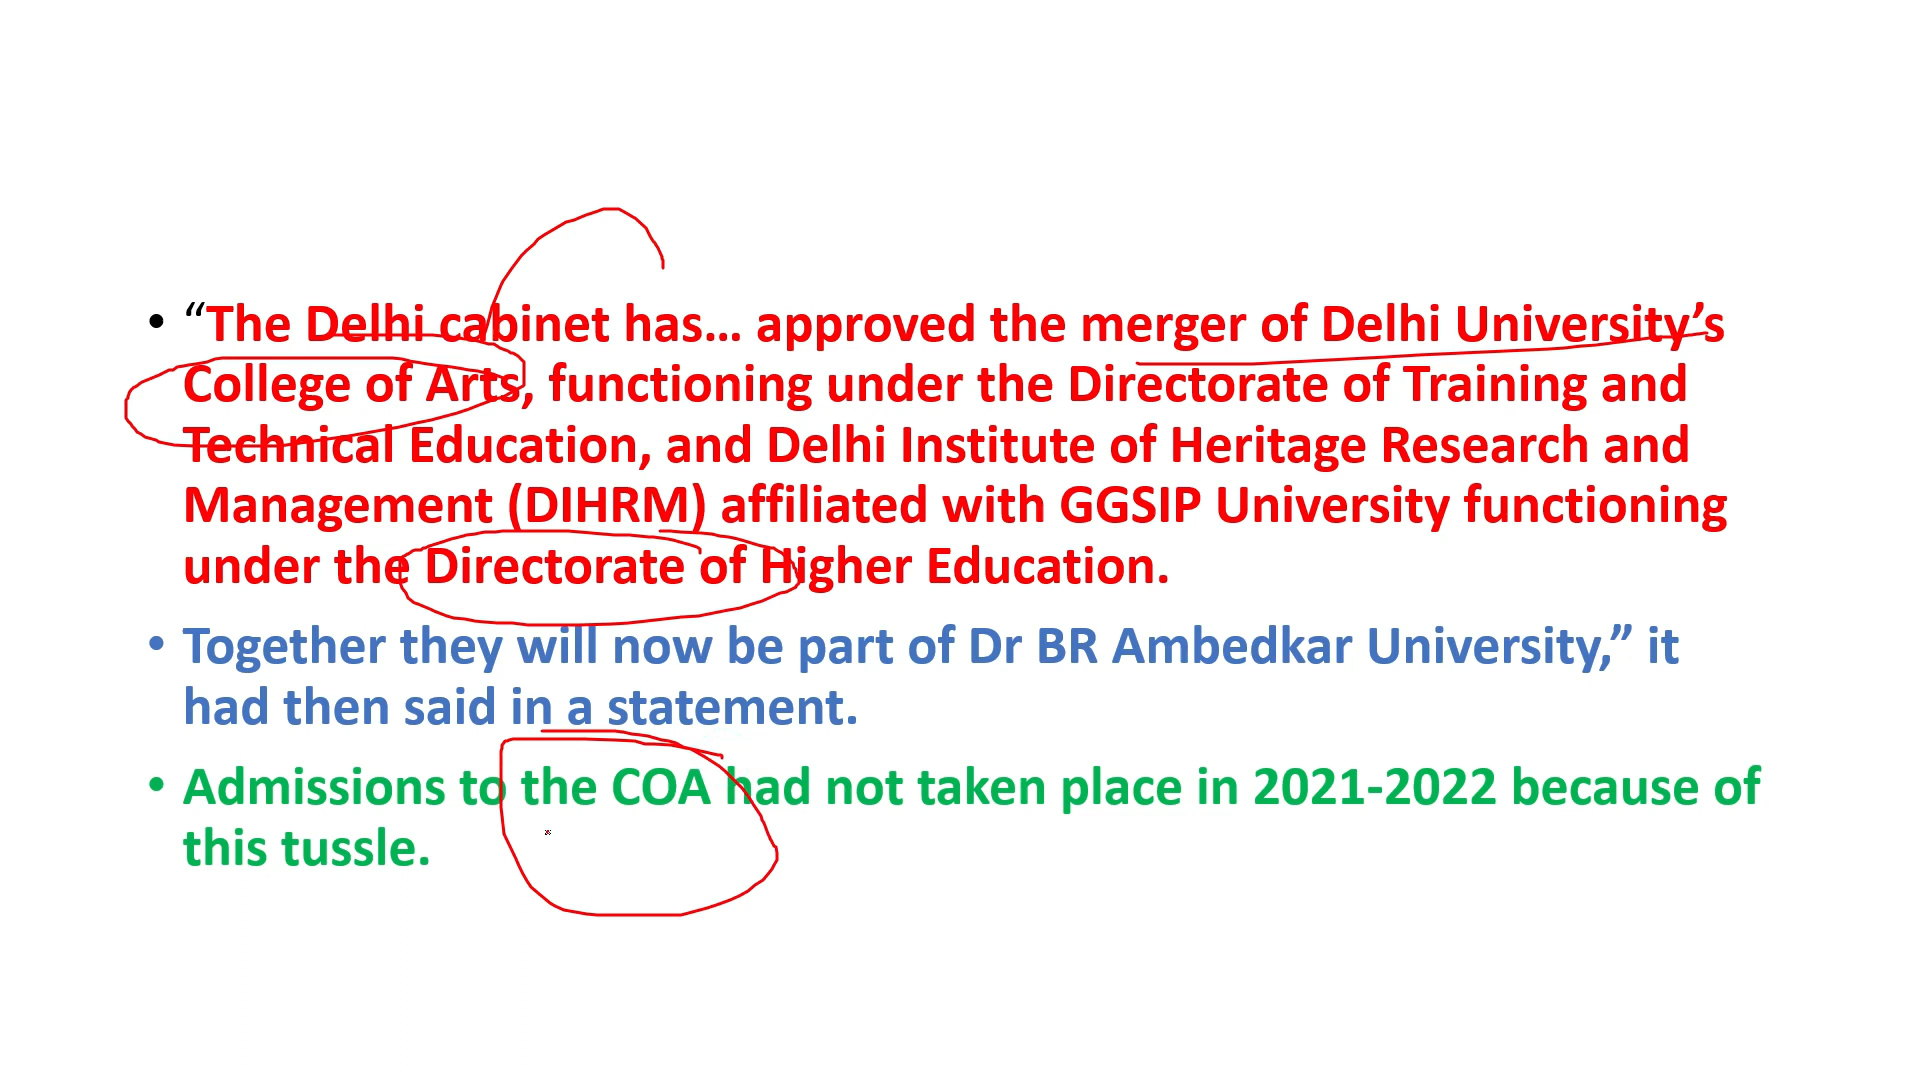 • “The Delhi cabinet has… approved the merger of Delhi University’s
College of Arts, functioning under the Directorate of Training and
Technical Education, and Delhi Institute of Heritage Research and
Management (DIHRM) affiliated with GGSIP University functioning
under the Directorate of Higher Education.
• Together they will now be part of Dr BR Ambedkar University,” it
had then said in a statement.
• Admissions to the COA had not taken place in 2021-2022 because of
this tussle.